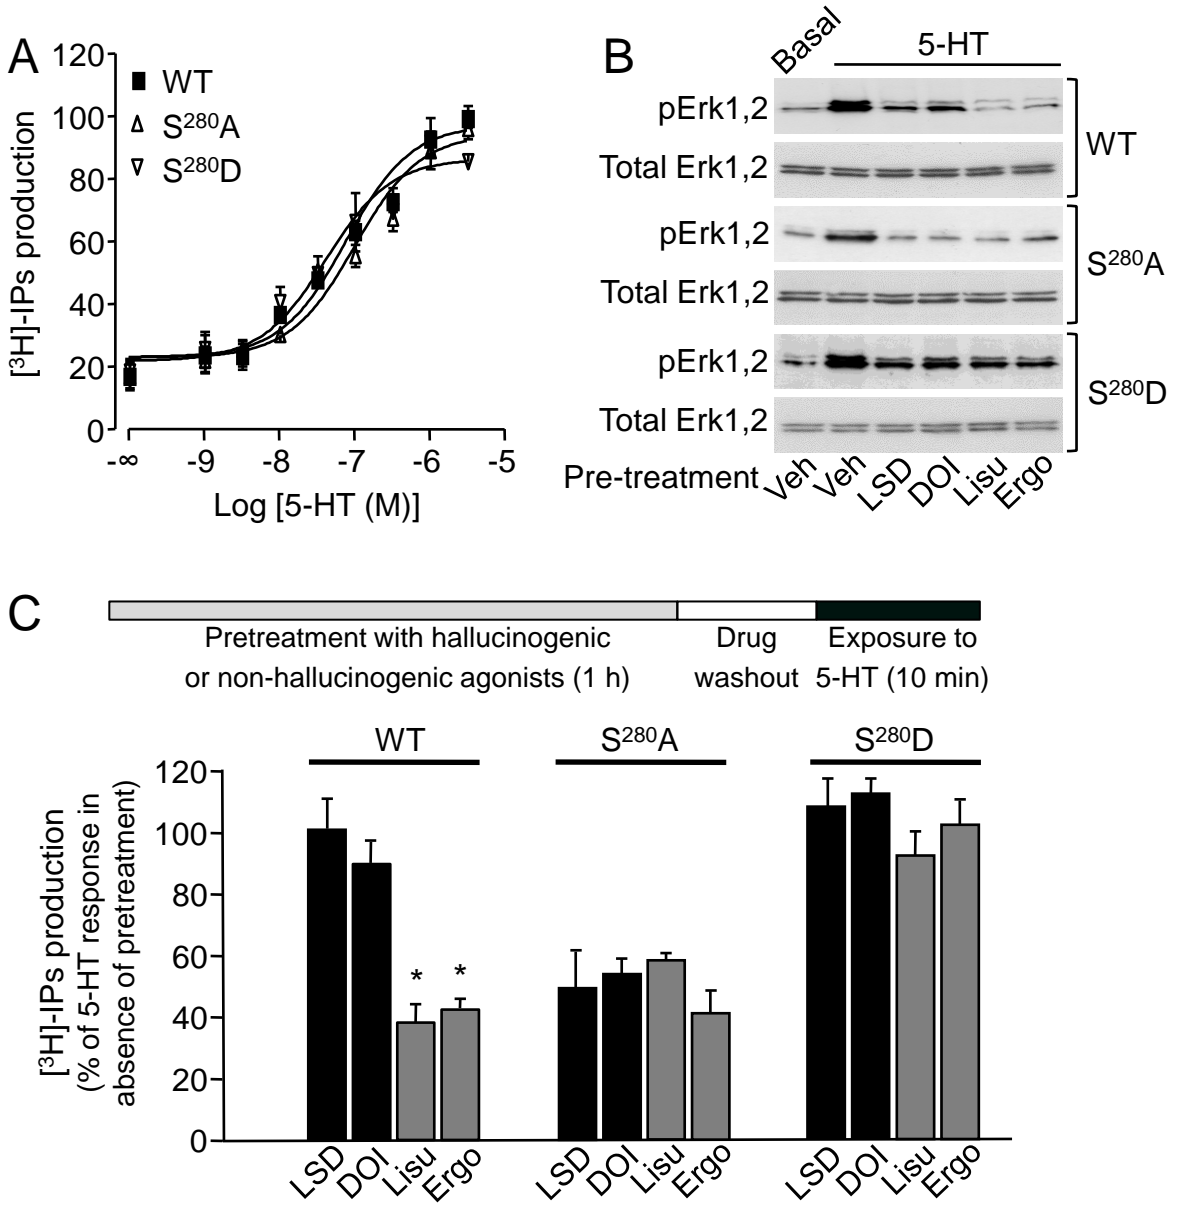 A
120
100
80
60
40
20
0
[³H]-IPs production
WT
S²⁸⁰A
S²⁸⁰D
-∞ -9 -8 -7 -6 -5
Log [5-HT (M)]
B
Basal
5-HT
pErk1,2
Total Erk1,2
WT
pErk1,2
Total Erk1,2
S²⁸⁰A
pErk1,2
Total Erk1,2
S²⁸⁰D
Pre-treatment Veh Veh LSD DOI Lisu Ergo
C
Pretreatment with hallucinogenic
or non-hallucinogenic agonists (1 h)
Drug
washout
Exposure to
5-HT (10 min)
WT S²⁸⁰A S²⁸⁰D
[³H]-IPs production
(% of 5-HT response in
absence of pretreatment)
120
100
80
60
40
20
0
* *
LSD DOI Lisu Ergo LSD DOI Lisu Ergo LSD DOI Lisu Ergo